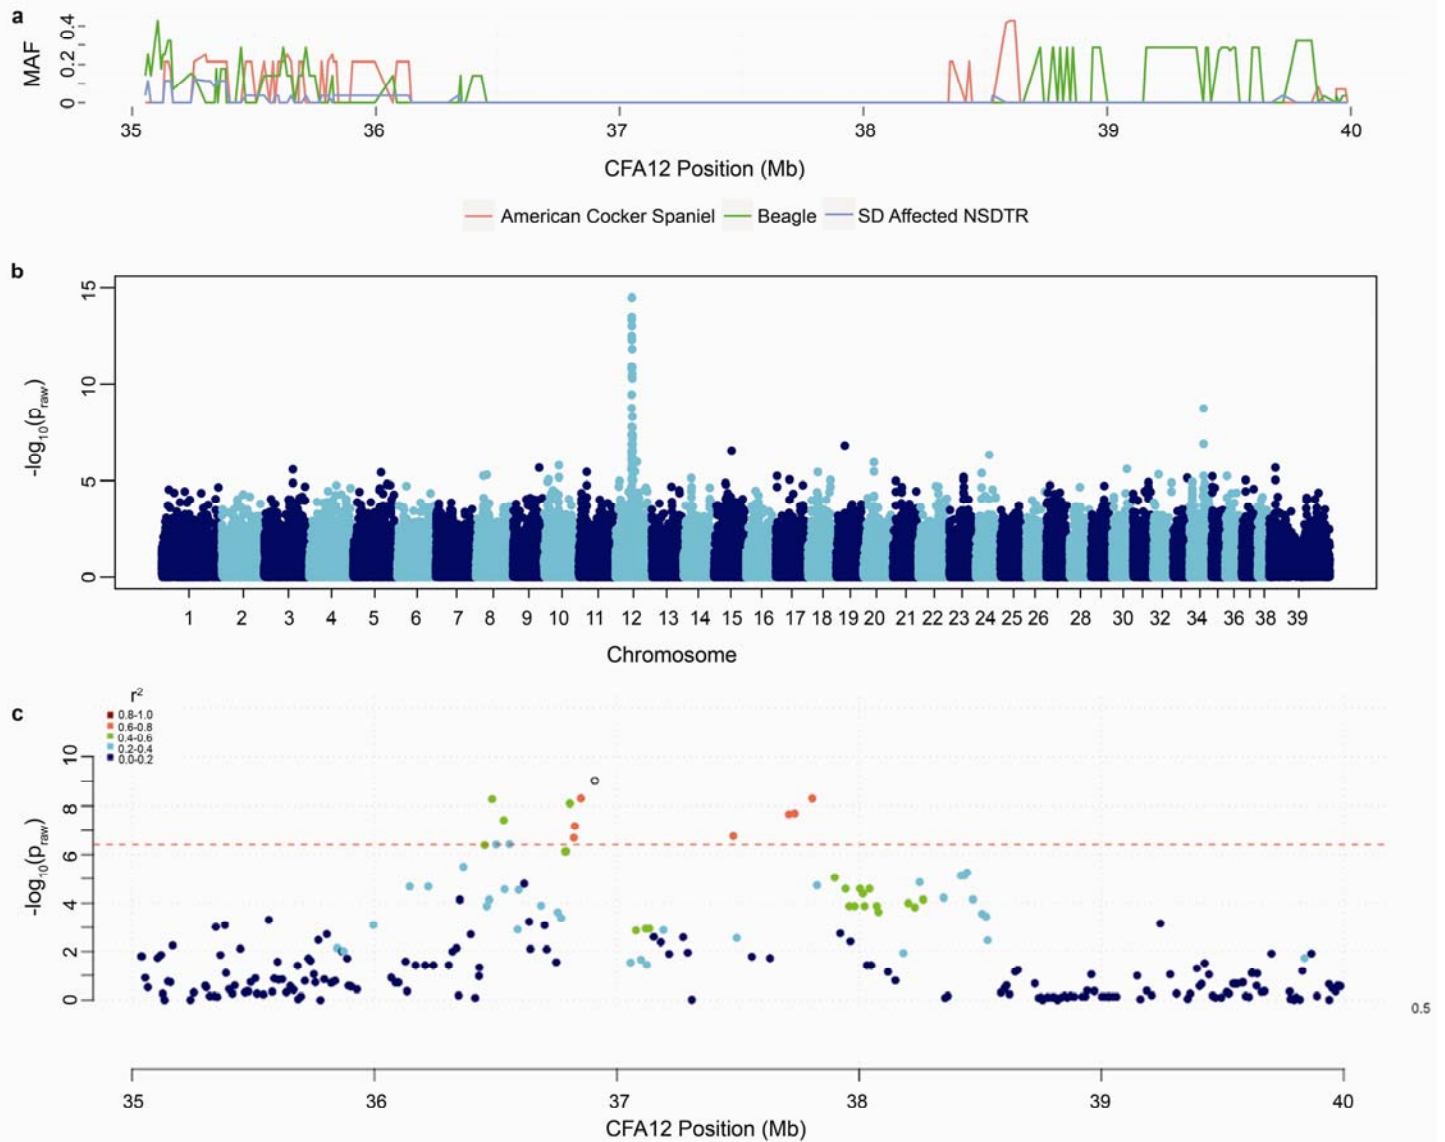 a
MAF
0 0.2 0.4
35 36 37 38 39 40
CFA12 Position (Mb)
American Cocker Spaniel Beagle SD Affected NSDTR
b
-log10(praw)
15
10
5
0
1 2 3 4 5 6 7 8 9 10 11 12 13 14 15 16 17 18 19 20 21 22 23 24 25 26 28 30 32 34 36 38 39
Chromosome
c
r2
0.8-1.0
0.6-0.8
0.4-0.6
0.2-0.4
0.0-0.2
-log10(praw)
10
8
6
4
2
0
0.5
35 36 37 38 39 40
CFA12 Position (Mb)